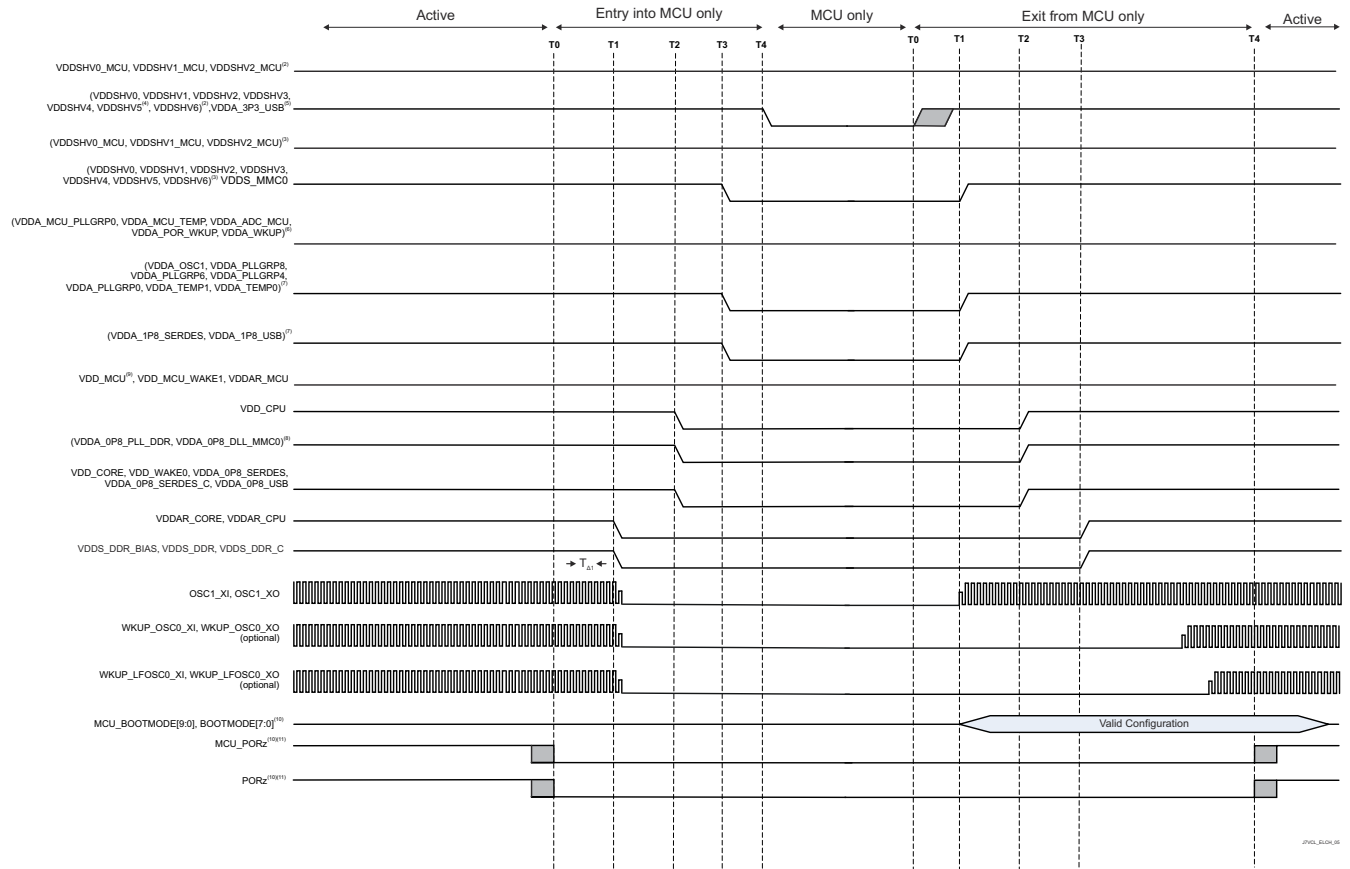 Active
Entry into MCU only
MCU only
Exit from MCU only
Active
T0
T1
T2
T3
T4
T0
T1
T2
T3
T4
VDDSHV0_MCU, VDDSHV1_MCU, VDDSHV2_MCU(2)
(VDDSHV0, VDDSHV1, VDDSHV2, VDDSHV3,
VDDSHV4, VDDSHV5(4), VDDSHV6)(2),VDDA_3P3_USB(5)
(VDDSHV0_MCU, VDDSHV1_MCU, VDDSHV2_MCU)(3)
(VDDSHV0, VDDSHV1, VDDSHV2, VDDSHV3,
VDDSHV4, VDDSHV5, VDDSHV6)(3) VDDS_MMC0
(VDDA_MCU_PLLGRP0, VDDA_MCU_TEMP, VDDA_ADC_MCU,
VDDA_POR_WKUP, VDDA_WKUP)(6)
(VDDA_OSC1, VDDA_PLLGRP8,
VDDA_PLLGRP6, VDDA_PLLGRP4,
VDDA_PLLGRP0, VDDA_TEMP1, VDDA_TEMP0)(7)
(VDDA_1P8_SERDES, VDDA_1P8_USB)(7)
VDD_MCU(9), VDD_MCU_WAKE1, VDDAR_MCU
VDD_CPU
(VDDA_0P8_PLL_DDR, VDDA_0P8_DLL_MMC0)(8)
VDD_CORE, VDD_WAKE0, VDDA_0P8_SERDES,
VDDA_0P8_SERDES_C, VDDA_0P8_USB
VDDAR_CORE, VDDAR_CPU
VDDS_DDR_BIAS, VDDS_DDR, VDDS_DDR_C
TΔ1
OSC1_XI, OSC1_XO
WKUP_OSC0_XI, WKUP_OSC0_XO
(optional)
WKUP_LFOSC0_XI, WKUP_LFOSC0_XO
(optional)
MCU_BOOTMODE[9:0], BOOTMODE[7:0](10)
Valid Configuration
MCU_PORz(10)(11)
PORz(10)(11)
J7VCL_ELCH_05